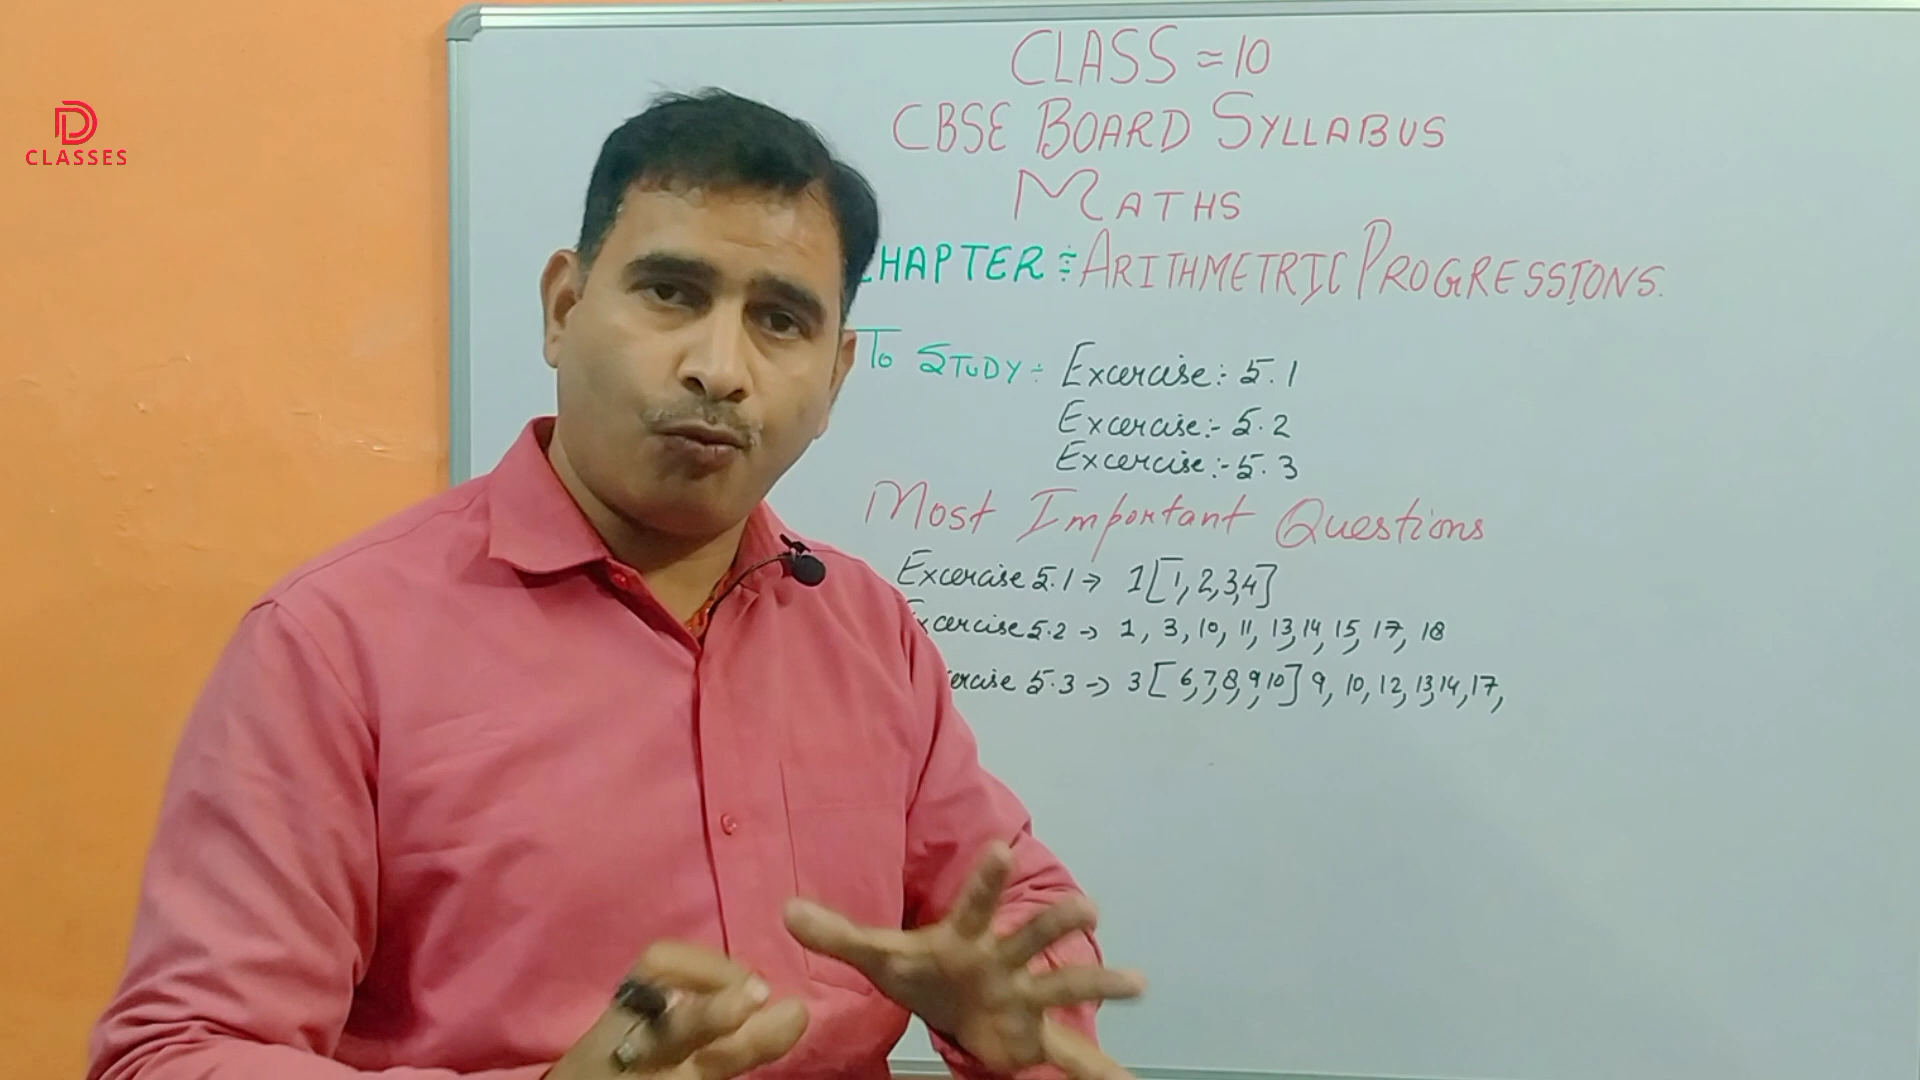 D
CLASSES
CLASS = 10
CBSE BOARD SYLLABUS
MATHS
CHAPTER : ARITHMETRIC PROGRESSIONS.
To STUDY :- Excercise:- 5.1
Excercise:- 5.2
Excercise:- 5.3
Most Important Questions
Excercise 5.1 → 1 [1, 2, 3, 4]
xcercise 5.2 → 1, 3, 10, 11, 13, 14, 15, 17, 18
ercise 5.3 → 3 [6, 7, 8, 9, 10] 9, 10, 12, 13, 14, 17,